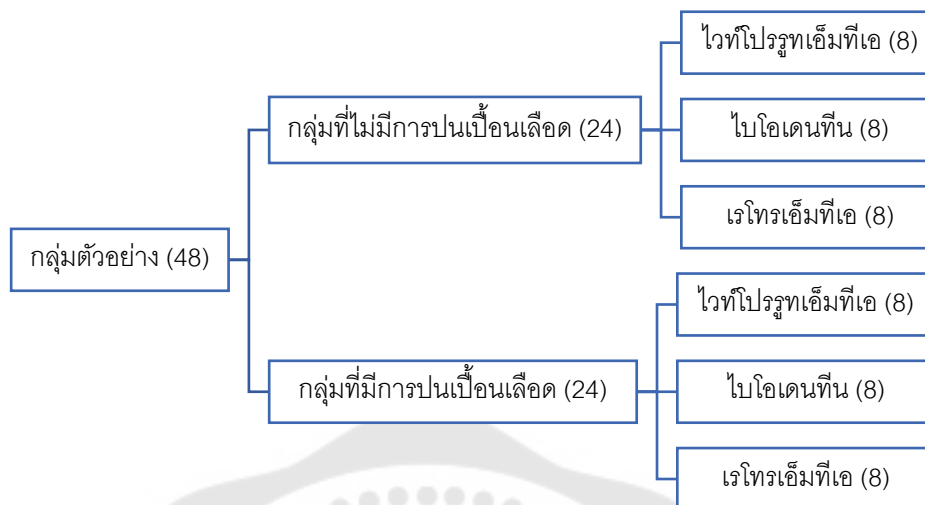 กลุ่มตัวอย่าง (48)
กลุ่มที่ไม่มีการปนเปื้อนเลือด (24)
ไวท์โปรรูทเอ็มทีเอ (8)
ไบโอเดนทีน (8)
เรโทรเอ็มทีเอ (8)
กลุ่มที่มีการปนเปื้อนเลือด (24)
ไวท์โปรรูทเอ็มทีเอ (8)
ไบโอเดนทีน (8)
เรโทรเอ็มทีเอ (8)